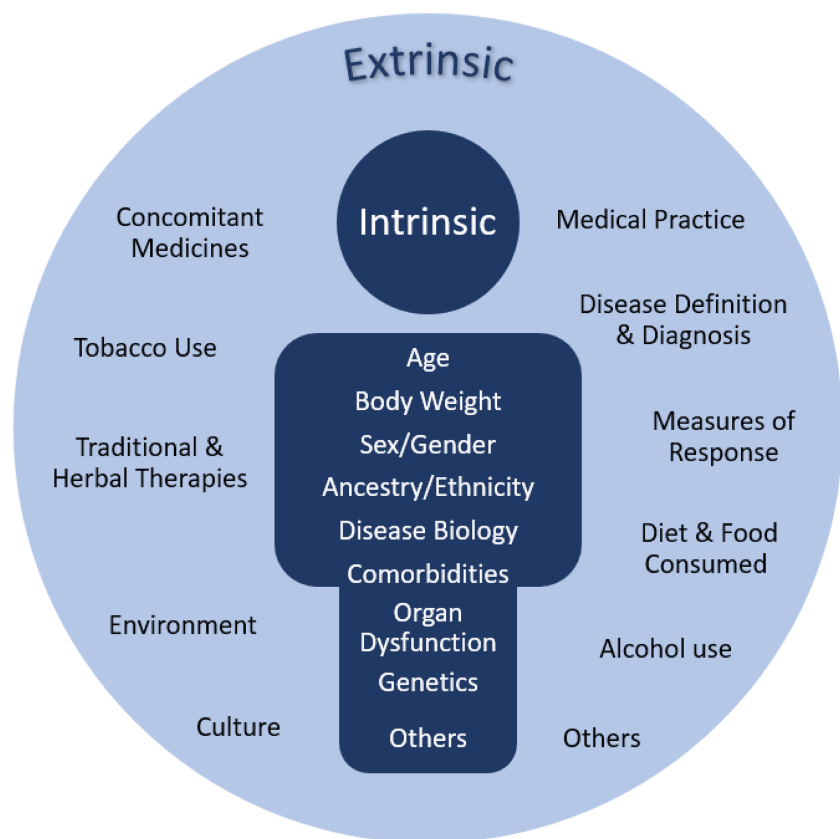 Extrinsic
Intrinsic
Concomitant
Medicines
Tobacco Use
Traditional &
Herbal Therapies
Environment
Culture
Age
Body Weight
Sex/Gender
Ancestry/Ethnicity
Disease Biology
Comorbidities
Organ
Dysfunction
Genetics
Others
Medical Practice
Disease Definition
& Diagnosis
Measures of
Response
Diet & Food
Consumed
Alcohol use
Others